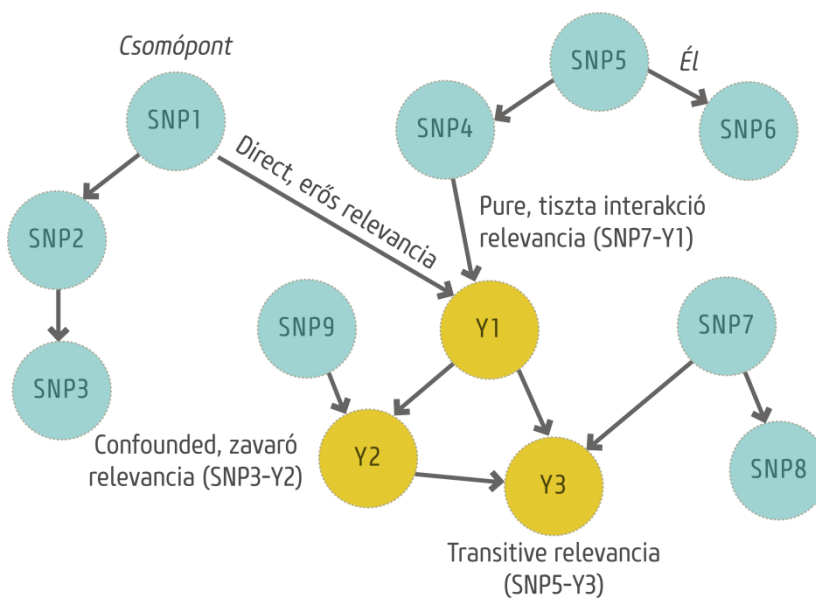 Csomópont
SNP5
Él
SNP1
SNP4
SNP6
Direct, erős relevancia
Pure, tiszta interakció
relevancia (SNP7-Y1)
SNP2
SNP9
Y1
SNP7
SNP3
Confounded, zavaró
relevancia (SNP3-Y2)
Y2
Y3
SNP8
Transitive relevancia
(SNP5-Y3)